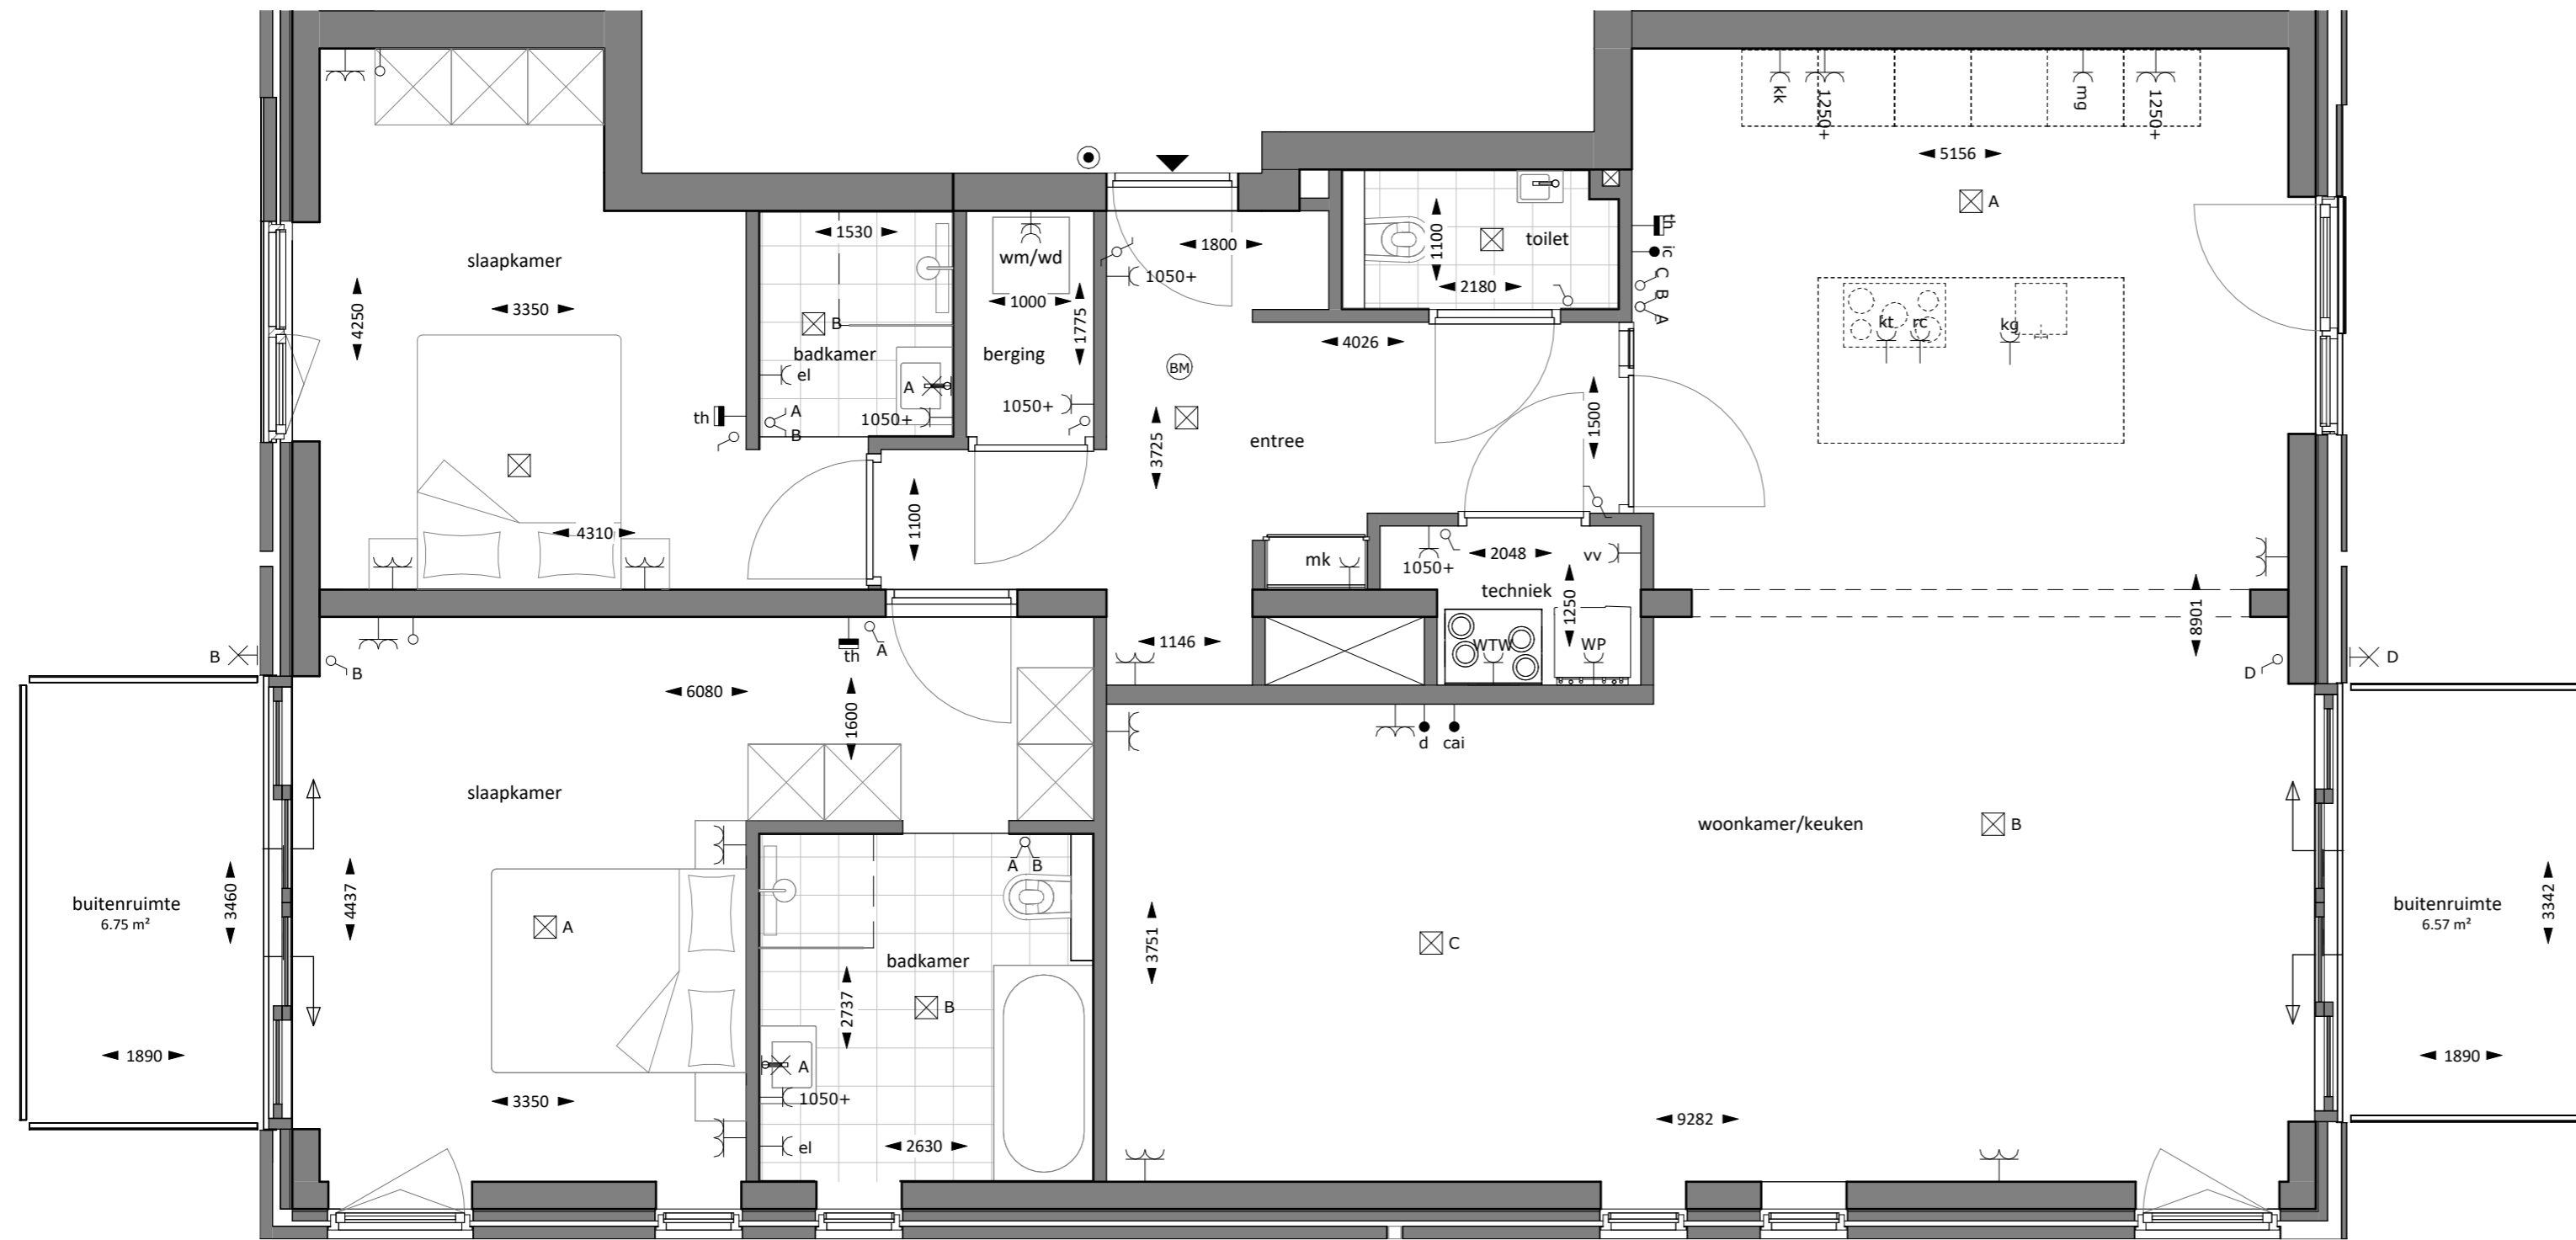 kk
1250+
mg
1250+
5156
A
1530
1800
1100
toilet
th
slaapkamer
wm/wd
ic
1050+
C
2180
B
A
3350
1000
4250
1775
B
kt
rc
kg
4026
badkamer
berging
BM
el
A
1050+
1050+
th
A
B
1500
3725
entree
1100
4310
mk
2048
vv
1050+
techniek
1250
8901
1146
WTW
WP
B
B
th
A
D
D
6080
1600
d
cai
slaapkamer
woonkamer/keuken
B
A
B
buitenruimte
6.75 m²
3460
4437
A
C
3751
buitenruimte
6.57 m²
3342
badkamer
B
2737
1890
A
1890
3350
1050+
9282
el
2630